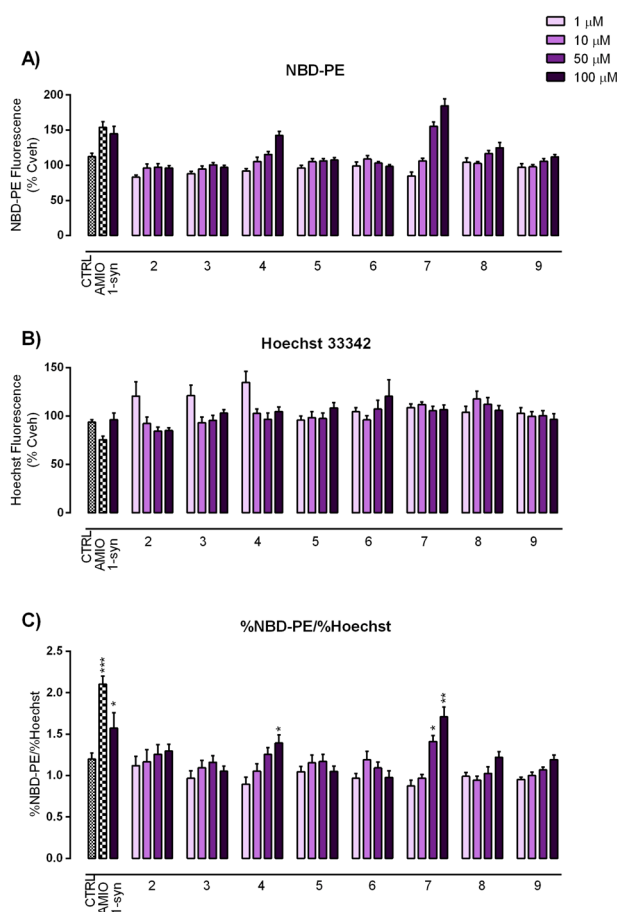 1 µM
10 µM
50 µM
100 µM
A)
NBD-PE
NBD-PE Fluorescence
(% Cveh)
200
150
100
50
0
CTRL
AMIO
1-syn
2 3 4 5 6 7 8 9
B)
Hoechst 33342
Hoechst Fluorescence
(% Cveh)
150
100
50
0
CTRL
AMIO
1-syn
2 3 4 5 6 7 8 9
C)
%NBD-PE/%Hoechst
%NBD-PE/%Hoechst
2.5
2.0
1.5
1.0
0.5
0.0
***
*
*
*
**
CTRL
AMIO
1-syn
2 3 4 5 6 7 8 9